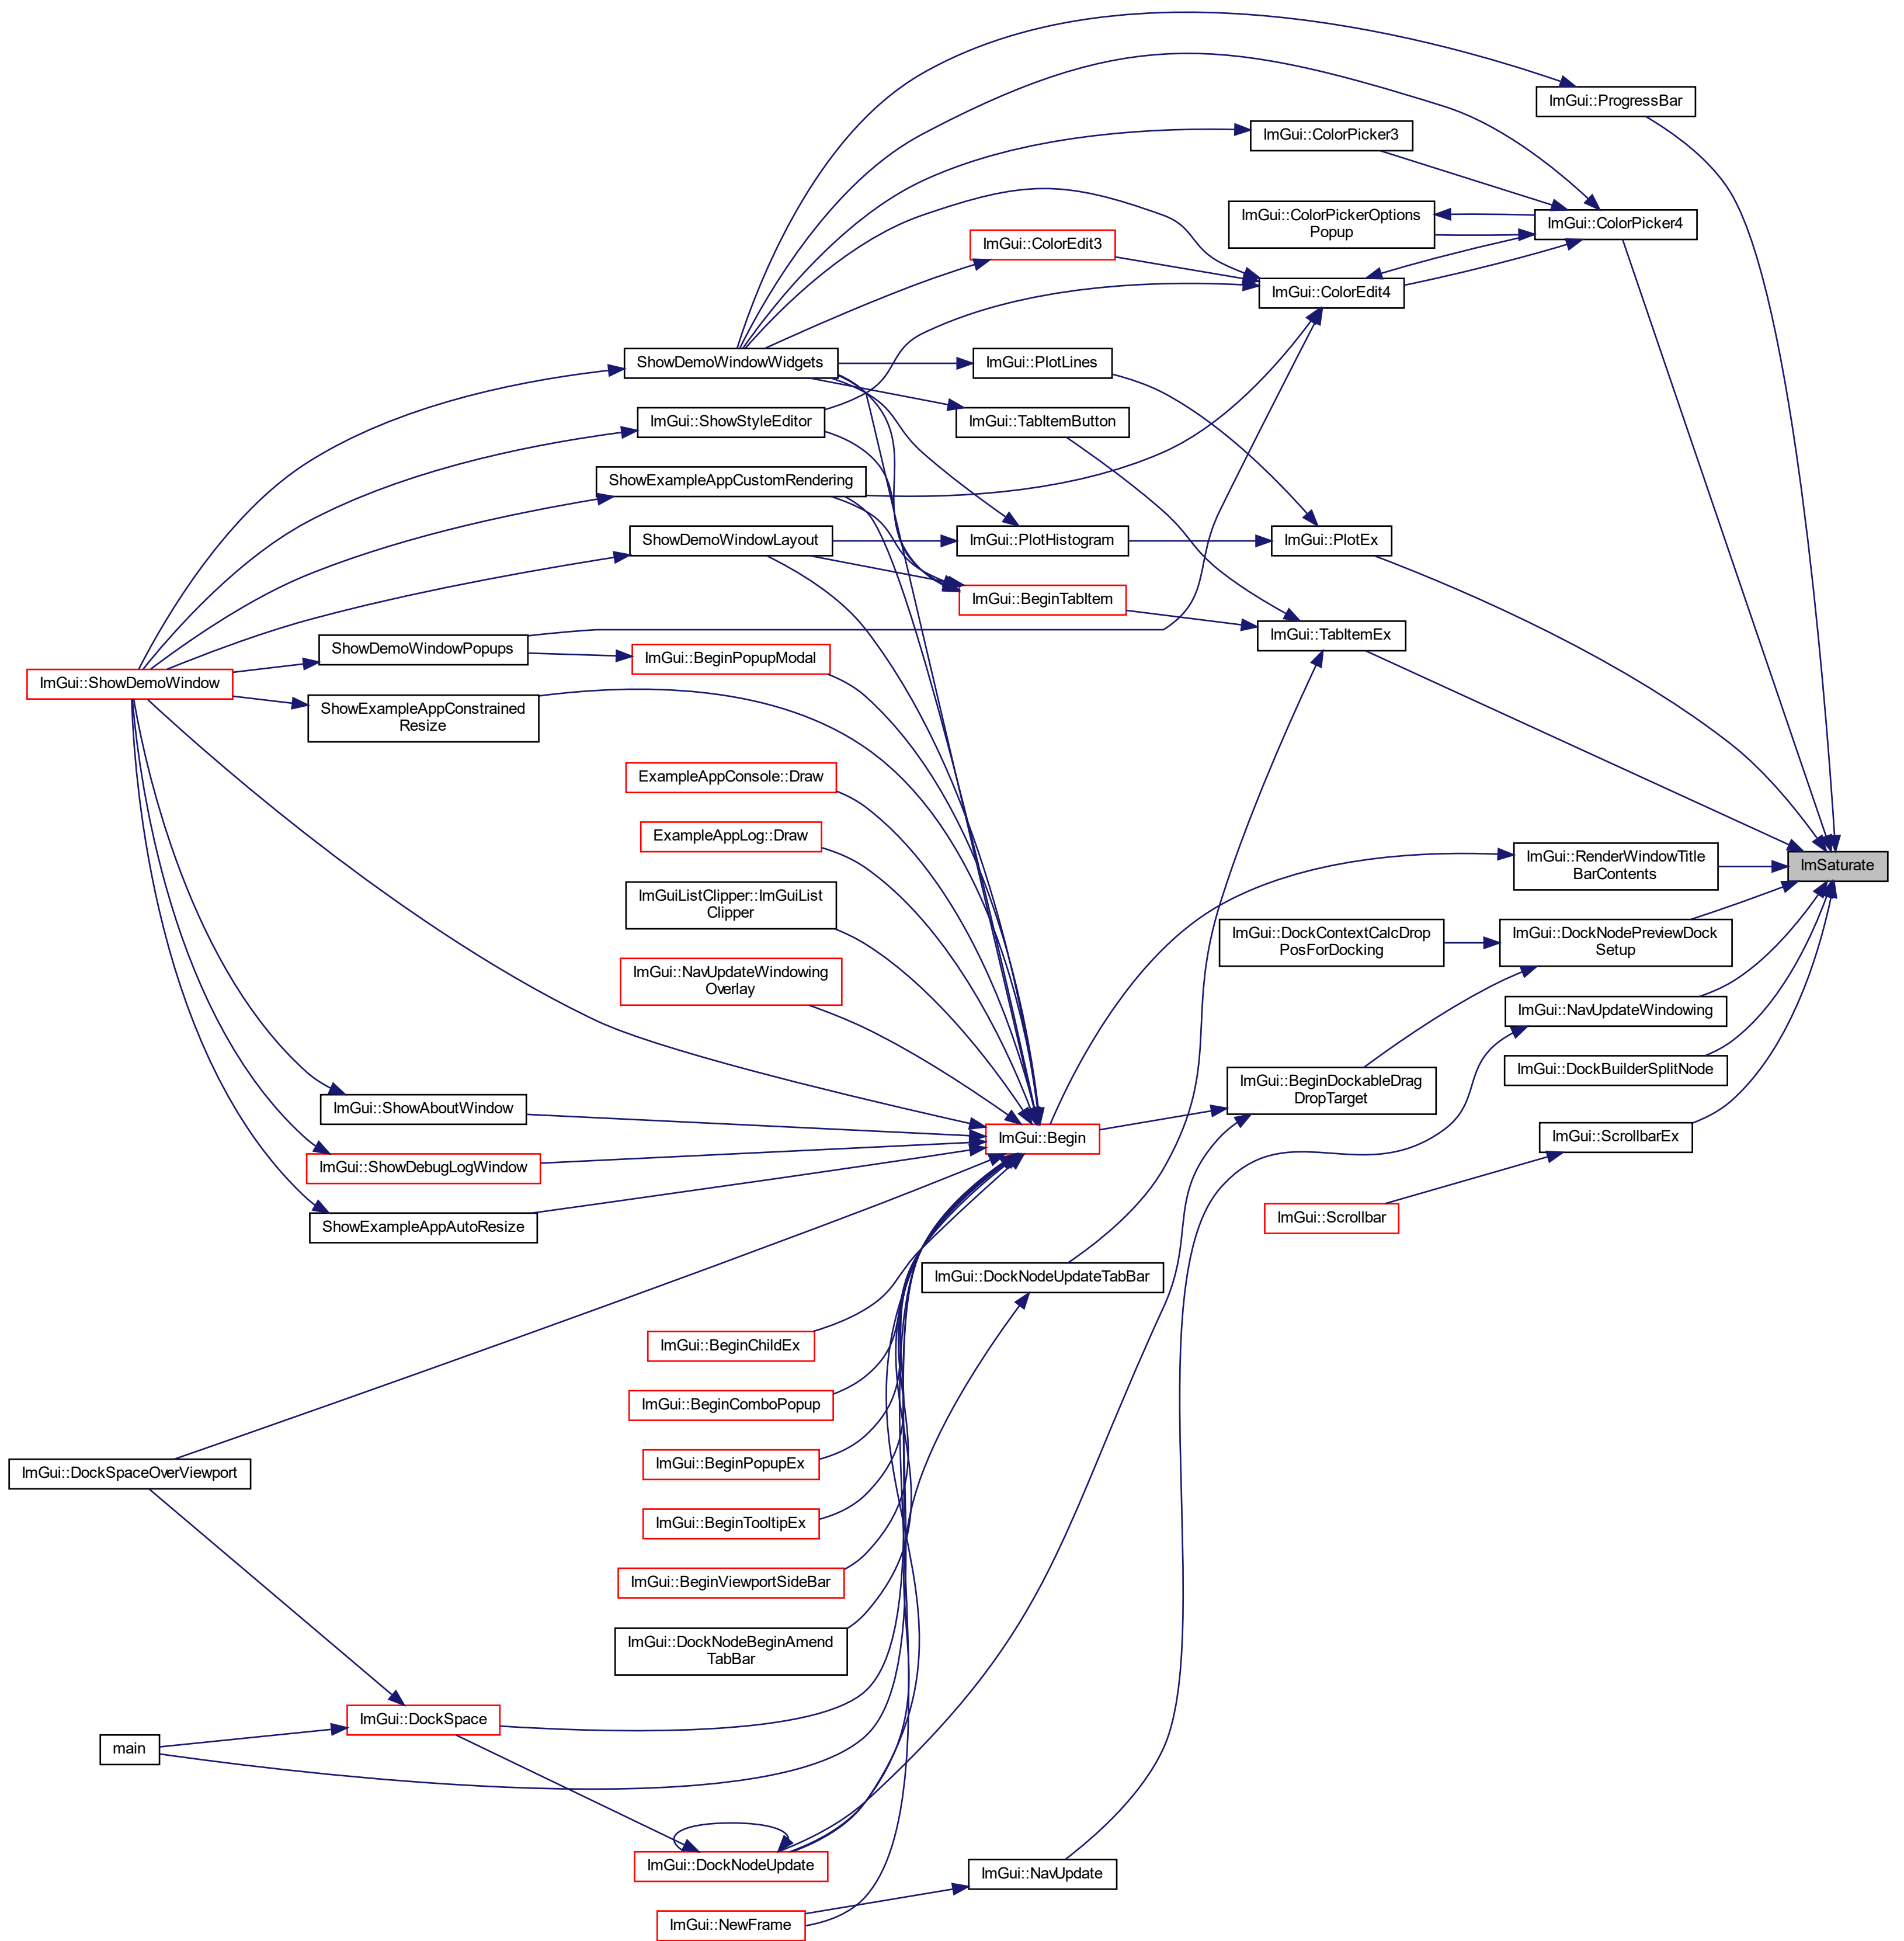 ImGui::ProgressBar
ImGui::ColorPicker3
ImGui::ColorPickerOptions
Popup
ImGui::ColorPicker4
ImGui::ColorEdit3
ImGui::ColorEdit4
ShowDemoWindowWidgets
ImGui::PlotLines
ImGui::ShowStyleEditor
ImGui::TabItemButton
ShowExampleAppCustomRendering
ShowDemoWindowLayout
ImGui::PlotHistogram
ImGui::PlotEx
ImGui::BeginTabItem
ImGui::TabItemEx
ShowDemoWindowPopups
ImGui::BeginPopupModal
ImGui::ShowDemoWindow
ShowExampleAppConstrained
Resize
ExampleAppConsole::Draw
ExampleAppLog::Draw
ImGui::RenderWindowTitle
BarContents
ImSaturate
ImGuiListClipper::ImGuiList
Clipper
ImGui::DockContextCalcDrop
PosForDocking
ImGui::DockNodePreviewDock
Setup
ImGui::NavUpdateWindowing
Overlay
ImGui::NavUpdateWindowing
ImGui::DockBuilderSplitNode
ImGui::BeginDockableDrag
DropTarget
ImGui::ShowAboutWindow
ImGui::Begin
ImGui::ScrollbarEx
ImGui::ShowDebugLogWindow
ImGui::Scrollbar
ShowExampleAppAutoResize
ImGui::DockNodeUpdateTabBar
ImGui::BeginChildEx
ImGui::BeginComboPopup
ImGui::BeginPopupEx
ImGui::DockSpaceOverViewport
ImGui::BeginTooltipEx
ImGui::BeginViewportSideBar
ImGui::DockNodeBeginAmend
TabBar
ImGui::DockSpace
main
ImGui::DockNodeUpdate
ImGui::NavUpdate
ImGui::NewFrame